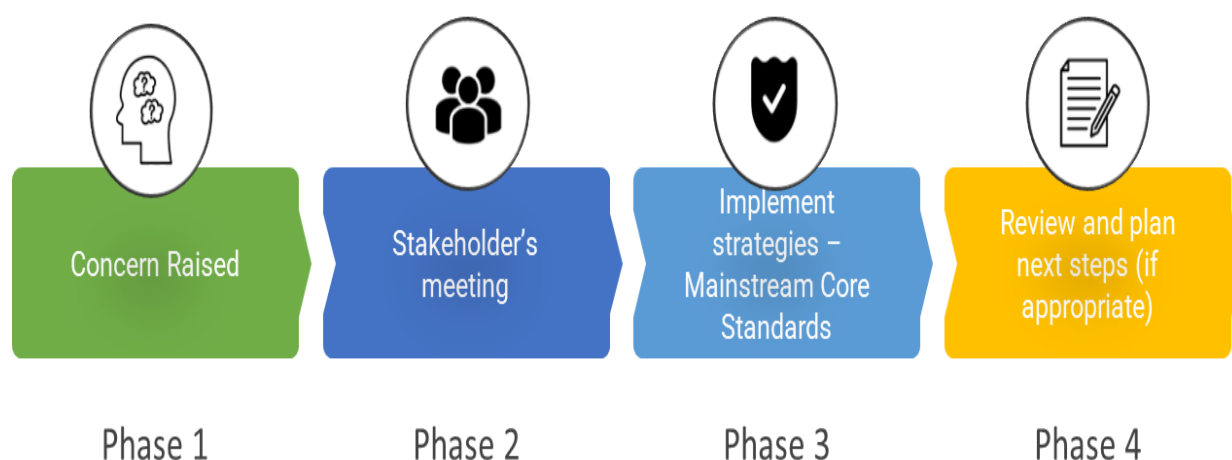 Concern Raised
Stakeholder’s
meeting
Implement
strategies –
Mainstream Core
Standards
Review and plan
next steps (if
appropriate)
Phase 1
Phase 2
Phase 3
Phase 4